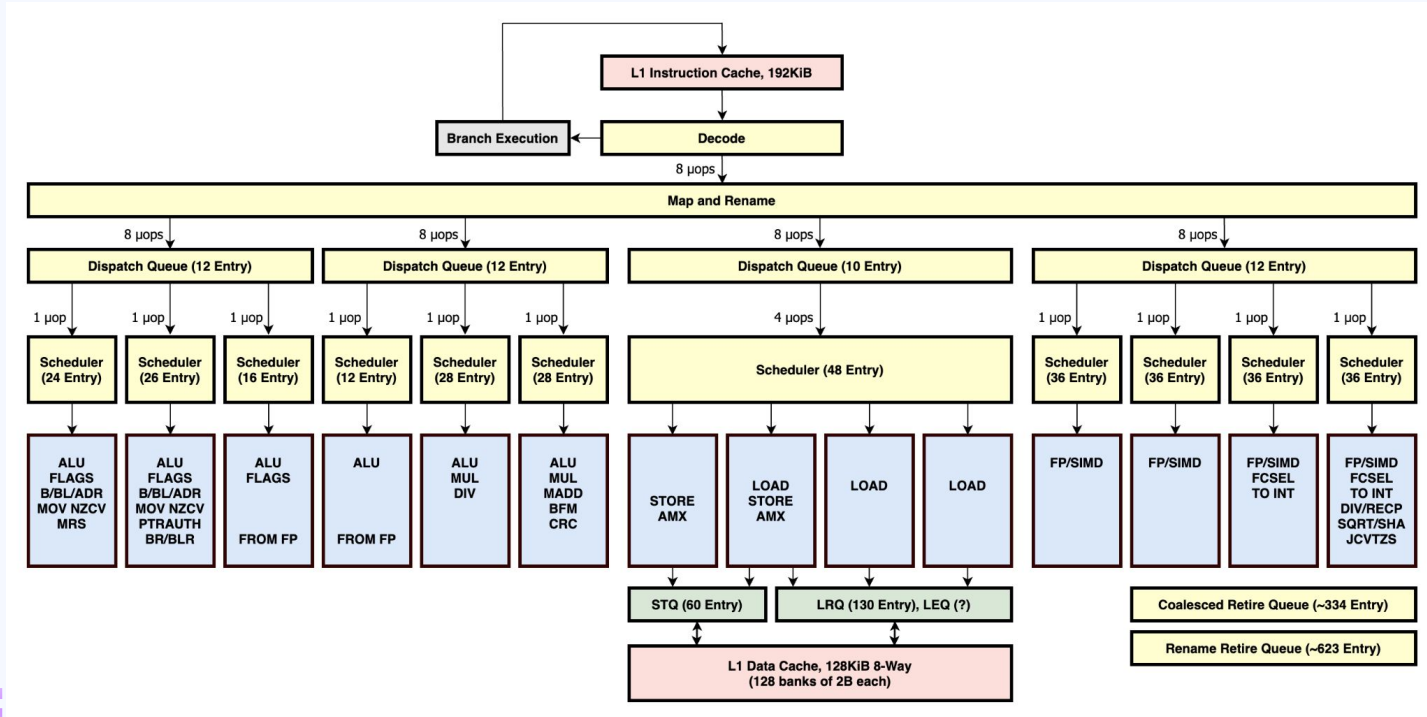 L1 Instruction Cache, 192KiB
Branch Execution
Decode
8 µops
Map and Rename
8 µops
8 µops
8 µops
8 µops
Dispatch Queue (12 Entry)
Dispatch Queue (12 Entry)
Dispatch Queue (10 Entry)
Dispatch Queue (12 Entry)
1 µop
1 µop
1 µop
1 µop
1 µop
1 µop
4 µops
1 µop
1 µop
1 µop
1 µop
Scheduler
(24 Entry)
Scheduler
(26 Entry)
Scheduler
(16 Entry)
Scheduler
(12 Entry)
Scheduler
(28 Entry)
Scheduler
(28 Entry)
Scheduler (48 Entry)
Scheduler
(36 Entry)
Scheduler
(36 Entry)
Scheduler
(36 Entry)
Scheduler
(36 Entry)
ALU
FLAGS
B/BL/ADR
MOV NZCV
MRS
ALU
FLAGS
B/BL/ADR
MOV NZCV
PTRAUTH
BR/BLR
ALU
FLAGS
FROM FP
ALU
FROM FP
ALU
MUL
DIV
ALU
MUL
MADD
BFM
CRC
STORE
AMX
LOAD
STORE
AMX
LOAD
LOAD
FP/SIMD
FP/SIMD
FP/SIMD
FCSEL
TO INT
FP/SIMD
FCSEL
TO INT
DIV/RECP
SQRT/SHA
JCVTZS
STQ (60 Entry)
LRQ (130 Entry), LEQ (?)
Coalesced Retire Queue (~334 Entry)
Rename Retire Queue (~623 Entry)
L1 Data Cache, 128KiB 8-Way
(128 banks of 2B each)